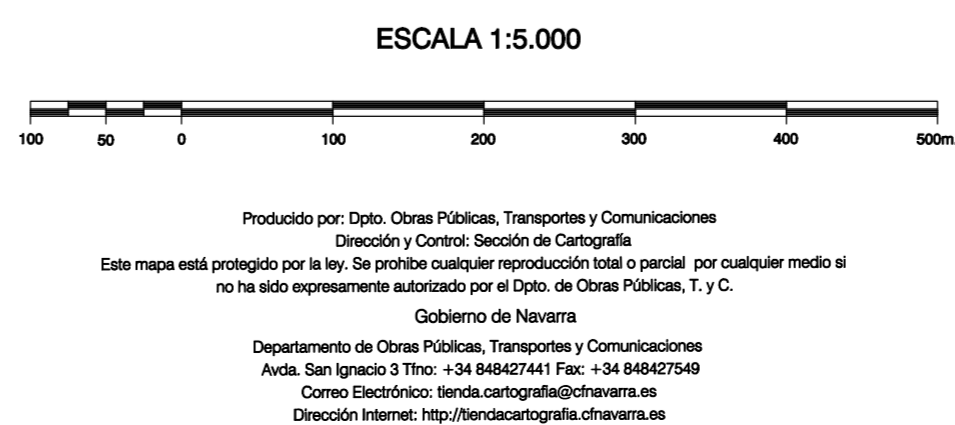 ESCALA 1:5.000
100 50 0 100 200 300 400 500m.
Producido por: Dpto. Obras Públicas, Transportes y Comunicaciones
Dirección y Control: Sección de Cartografía
Este mapa está protegido por la ley. Se prohibe cualquier reproducción total o parcial por cualquier medio si
no ha sido expresamente autorizado por el Dpto. de Obras Públicas, T. y C.
Gobierno de Navarra
Departamento de Obras Públicas, Transportes y Comunicaciones
Avda. San Ignacio 3 Tfno: +34 848427441 Fax: +34 848427549
Correo Electrónico: tienda.cartografia@cfnavarra.es
Dirección Internet: http://tiendacartografia.cfnavarra.es